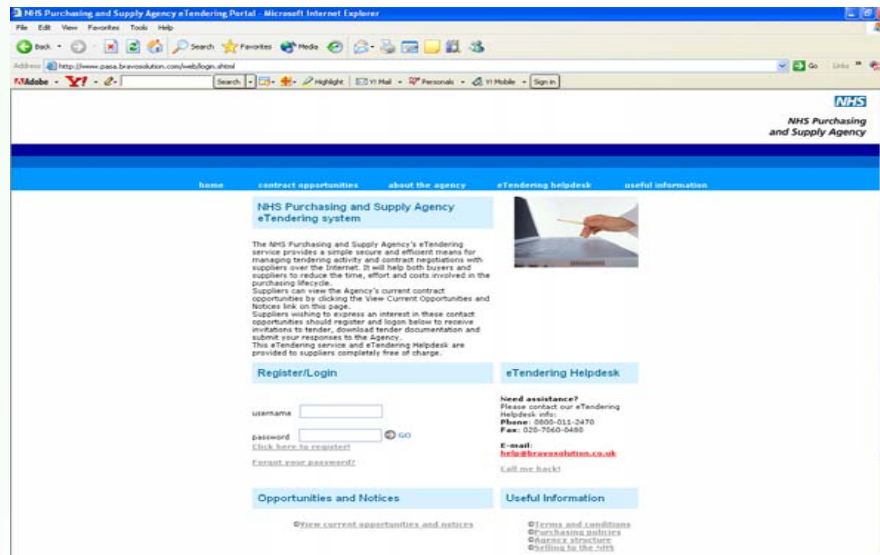 NHS Purchasing and Supply Agency eTendering Portal - Microsoft Internet Explorer
File Edit View Favorites Tools Help
Back Search Favorites Media
Address http://www.pasa.bravosolution.com/web/login.shtml Go Links
Adobe Y! Search Highlight Y! Mail Personals Y! Mobile Sign in
NHS
NHS Purchasing
and Supply Agency
home contract opportunities about the agency eTendering helpdesk useful information
NHS Purchasing and Supply Agency
eTendering system
The NHS Purchasing and Supply Agency's eTendering
service provides a simple secure and efficient means for
managing tendering activity and contract negotiations with
suppliers over the Internet. It will help both buyers and
suppliers to reduce the time, effort and costs involved in the
purchasing lifecycle.
Suppliers can view the Agency's current contract
opportunities by clicking the View Current Opportunities and
Notices link on this page.
Suppliers wishing to express an interest in these contact
opportunities should register and logon below to receive
invitations to tender, download tender documentation and
submit your responses to the Agency.
This eTendering service and eTendering Helpdesk are
provided to suppliers completely free of charge.
Register/Login
username
password GO
Click here to register!
Forgot your password?
eTendering Helpdesk
Need assistance?
Please contact our eTendering
Helpdesk info:
Phone: 0800-011-2470
Fax: 020-7060-0480
E-mail:
help@bravosolution.co.uk
Call me back!
Opportunities and Notices
View current opportunities and notices
Useful Information
Terms and conditions
Purchasing policies
Agency structure
Selling to the NHS